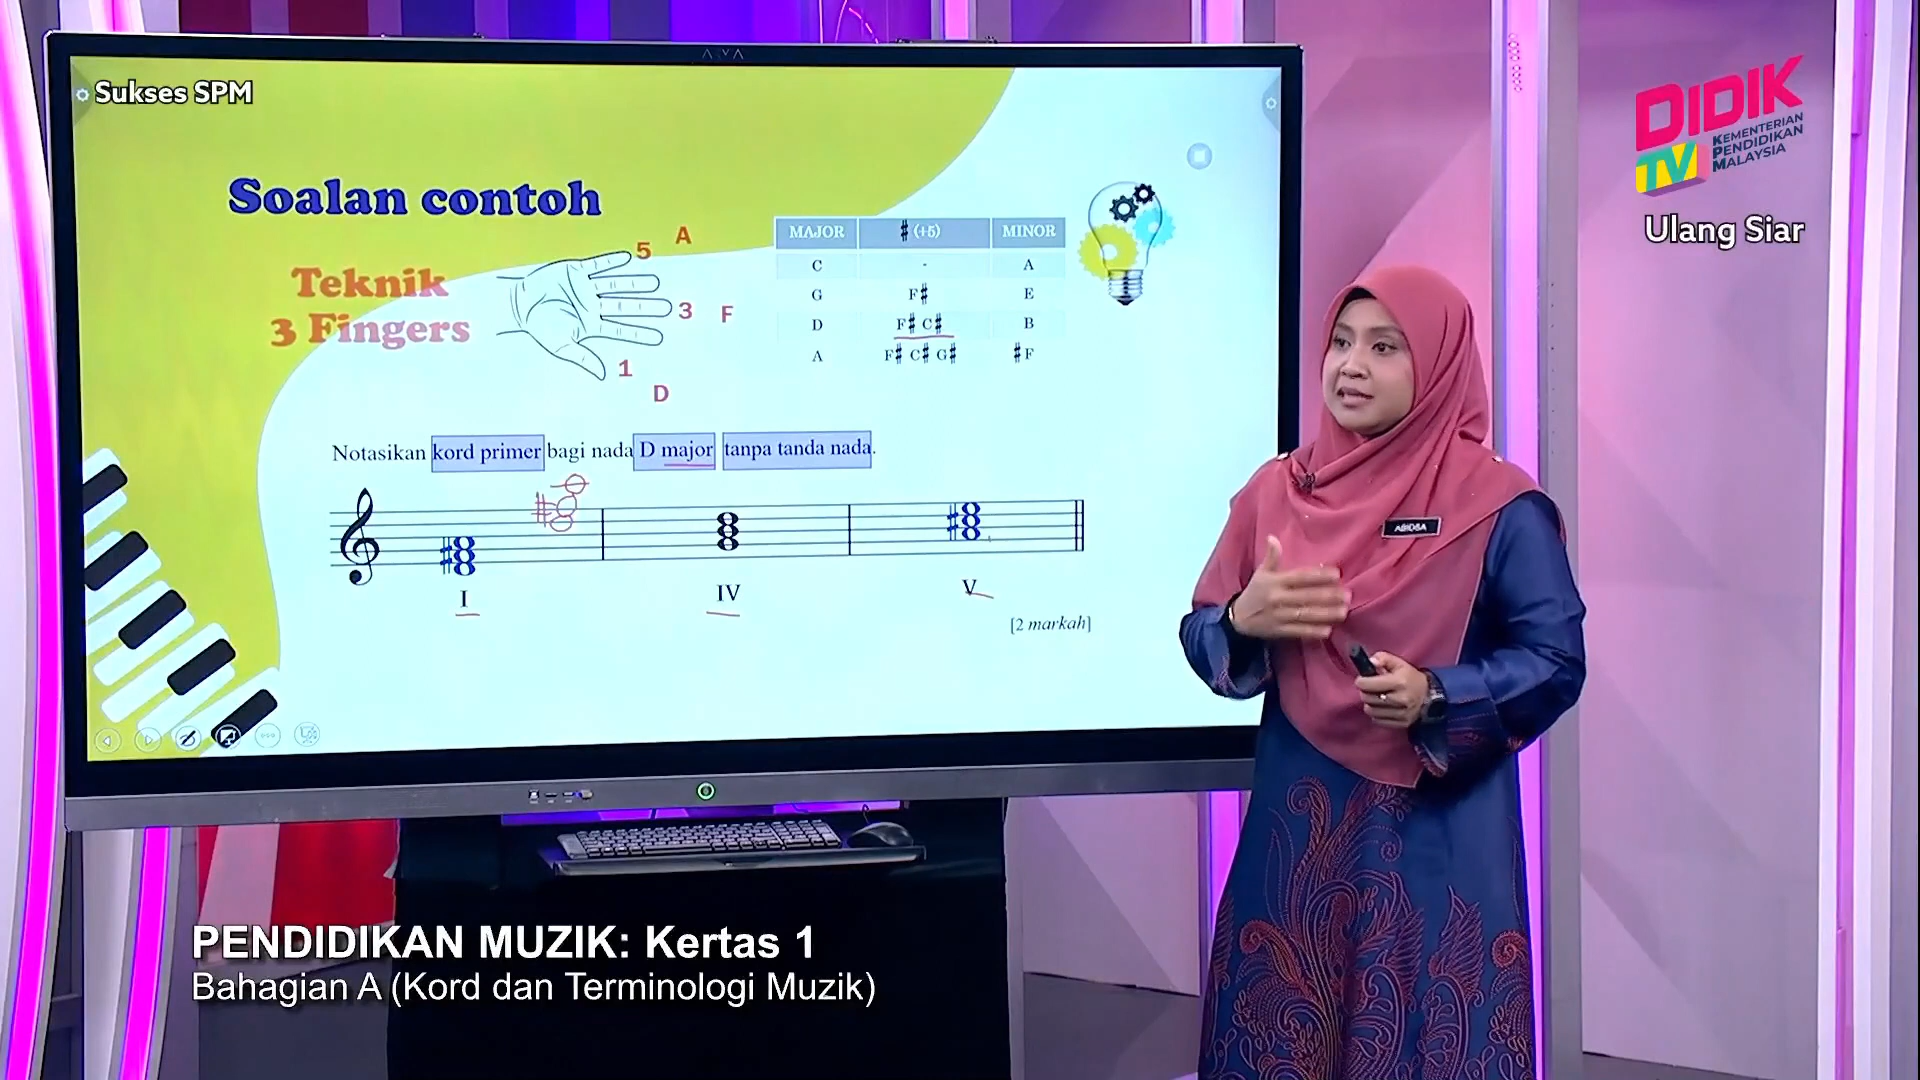 Sukses SPM
DIDIK
TV
KEMENTERIAN
PENDIDIKAN
MALAYSIA
Ulang Siar
Soalan contoh
Teknik
3 Fingers
5 A
3 F
1
D
MAJOR ♯ (+5) MINOR
C - A
G F♯ E
D F♯ C♯ B
A F♯ C♯ G♯ ♯F
Notasikan kord primer bagi nada D major tanpa tanda nada.
I IV V
[2 markah]
ABIDSA
PENDIDIKAN MUZIK: Kertas 1
Bahagian A (Kord dan Terminologi Muzik)